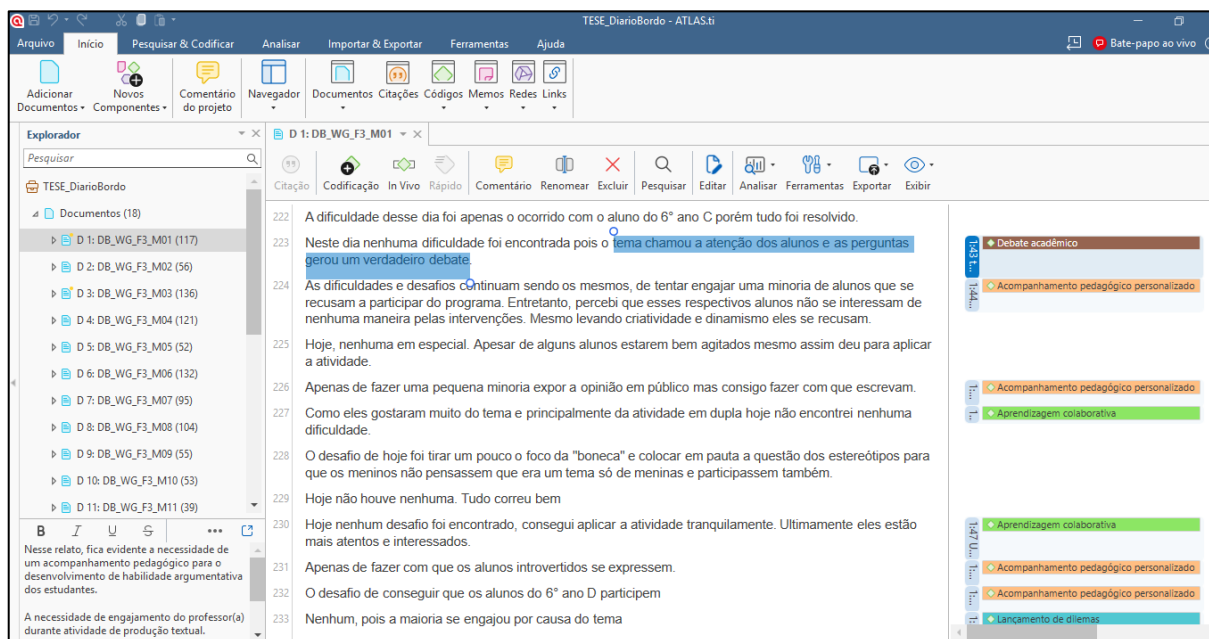 TESE_DiarioBordo - ATLAS.ti
Arquivo Início Pesquisar & Codificar Analisar Importar & Exportar Ferramentas Ajuda Bate-papo ao vivo
Adicionar Documentos Novos Componentes Comentário do projeto Navegador Documentos Citações Códigos Memos Redes Links
Explorador
Pesquisar
TESE_DiarioBordo
Documentos (18)
D 1: DB_WG_F3_M01 (117)
D 2: DB_WG_F3_M02 (56)
D 3: DB_WG_F3_M03 (136)
D 4: DB_WG_F3_M04 (121)
D 5: DB_WG_F3_M05 (52)
D 6: DB_WG_F3_M06 (132)
D 7: DB_WG_F3_M07 (95)
D 8: DB_WG_F3_M08 (104)
D 9: DB_WG_F3_M09 (55)
D 10: DB_WG_F3_M10 (53)
D 11: DB_WG_F3_M11 (39)
B I U S
Nesse relato, fica evidente a necessidade de
um acompanhamento pedagógico para o
desenvolvimento de habilidade argumentativa
dos estudantes.
A necessidade de engajamento do professor(a)
durante atividade de produção textual.
D 1: DB_WG_F3_M01
Citação Codificação In Vivo Rápido Comentário Renomear Excluir Pesquisar Editar Analisar Ferramentas Exportar Exibir
222 A dificuldade desse dia foi apenas o ocorrido com o aluno do 6° ano C porém tudo foi resolvido.
223 Neste dia nenhuma dificuldade foi encontrada pois o tema chamou a atenção dos alunos e as perguntas
gerou um verdadeiro debate.
224 As dificuldades e desafios continuam sendo os mesmos, de tentar engajar uma minoria de alunos que se
recusam a participar do programa. Entretanto, percebi que esses respectivos alunos não se interessam de
nenhuma maneira pelas intervenções. Mesmo levando criatividade e dinamismo eles se recusam.
225 Hoje, nenhuma em especial. Apesar de alguns alunos estarem bem agitados mesmo assim deu para aplicar
a atividade.
226 Apenas de fazer uma pequena minoria expor a opinião em público mas consigo fazer com que escrevam.
227 Como eles gostaram muito do tema e principalmente da atividade em dupla hoje não encontrei nenhuma
dificuldade.
228 O desafio de hoje foi tirar um pouco o foco da "boneca" e colocar em pauta a questão dos estereótipos para
que os meninos não pensassem que era um tema só de meninas e participassem também.
229 Hoje não houve nenhuma. Tudo correu bem
230 Hoje nenhum desafio foi encontrado, consegui aplicar a atividade tranquilamente. Ultimamente eles estão
mais atentos e interessados.
231 Apenas de fazer com que os alunos introvertidos se expressem.
232 O desafio de conseguir que os alunos do 6° ano D participem
233 Nenhum, pois a maioria se engajou por causa do tema
1:43 t... Debate acadêmico
1:44... Acompanhamento pedagógico personalizado
1... Acompanhamento pedagógico personalizado
1... Aprendizagem colaborativa
1:47 U... Aprendizagem colaborativa
1... Acompanhamento pedagógico personalizado
1... Acompanhamento pedagógico personalizado
1... Lançamento de dilemas